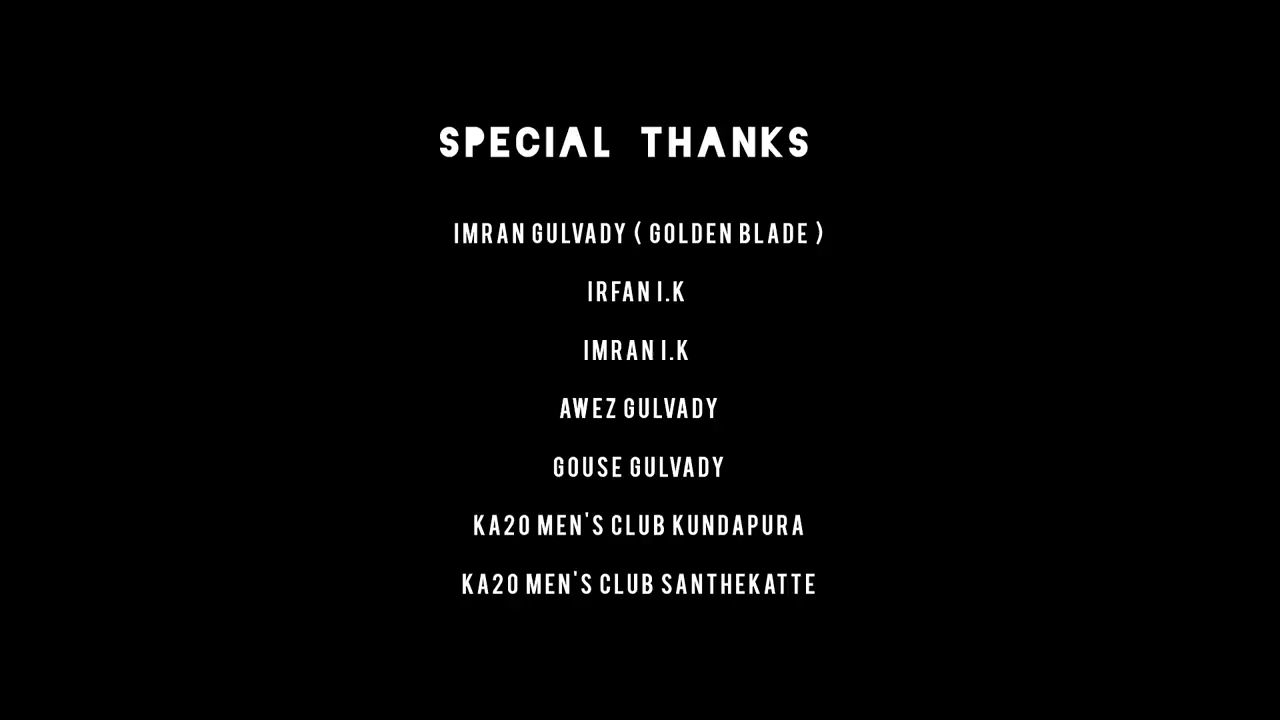 SPECIAL THANKS
IMRAN GULVADY ( GOLDEN BLADE )
IRFAN I.K
IMRAN I.K
AWEZ GULVADY
GOUSE GULVADY
KA20 MEN'S CLUB KUNDAPURA
KA20 MEN'S CLUB SANTHEKATTE